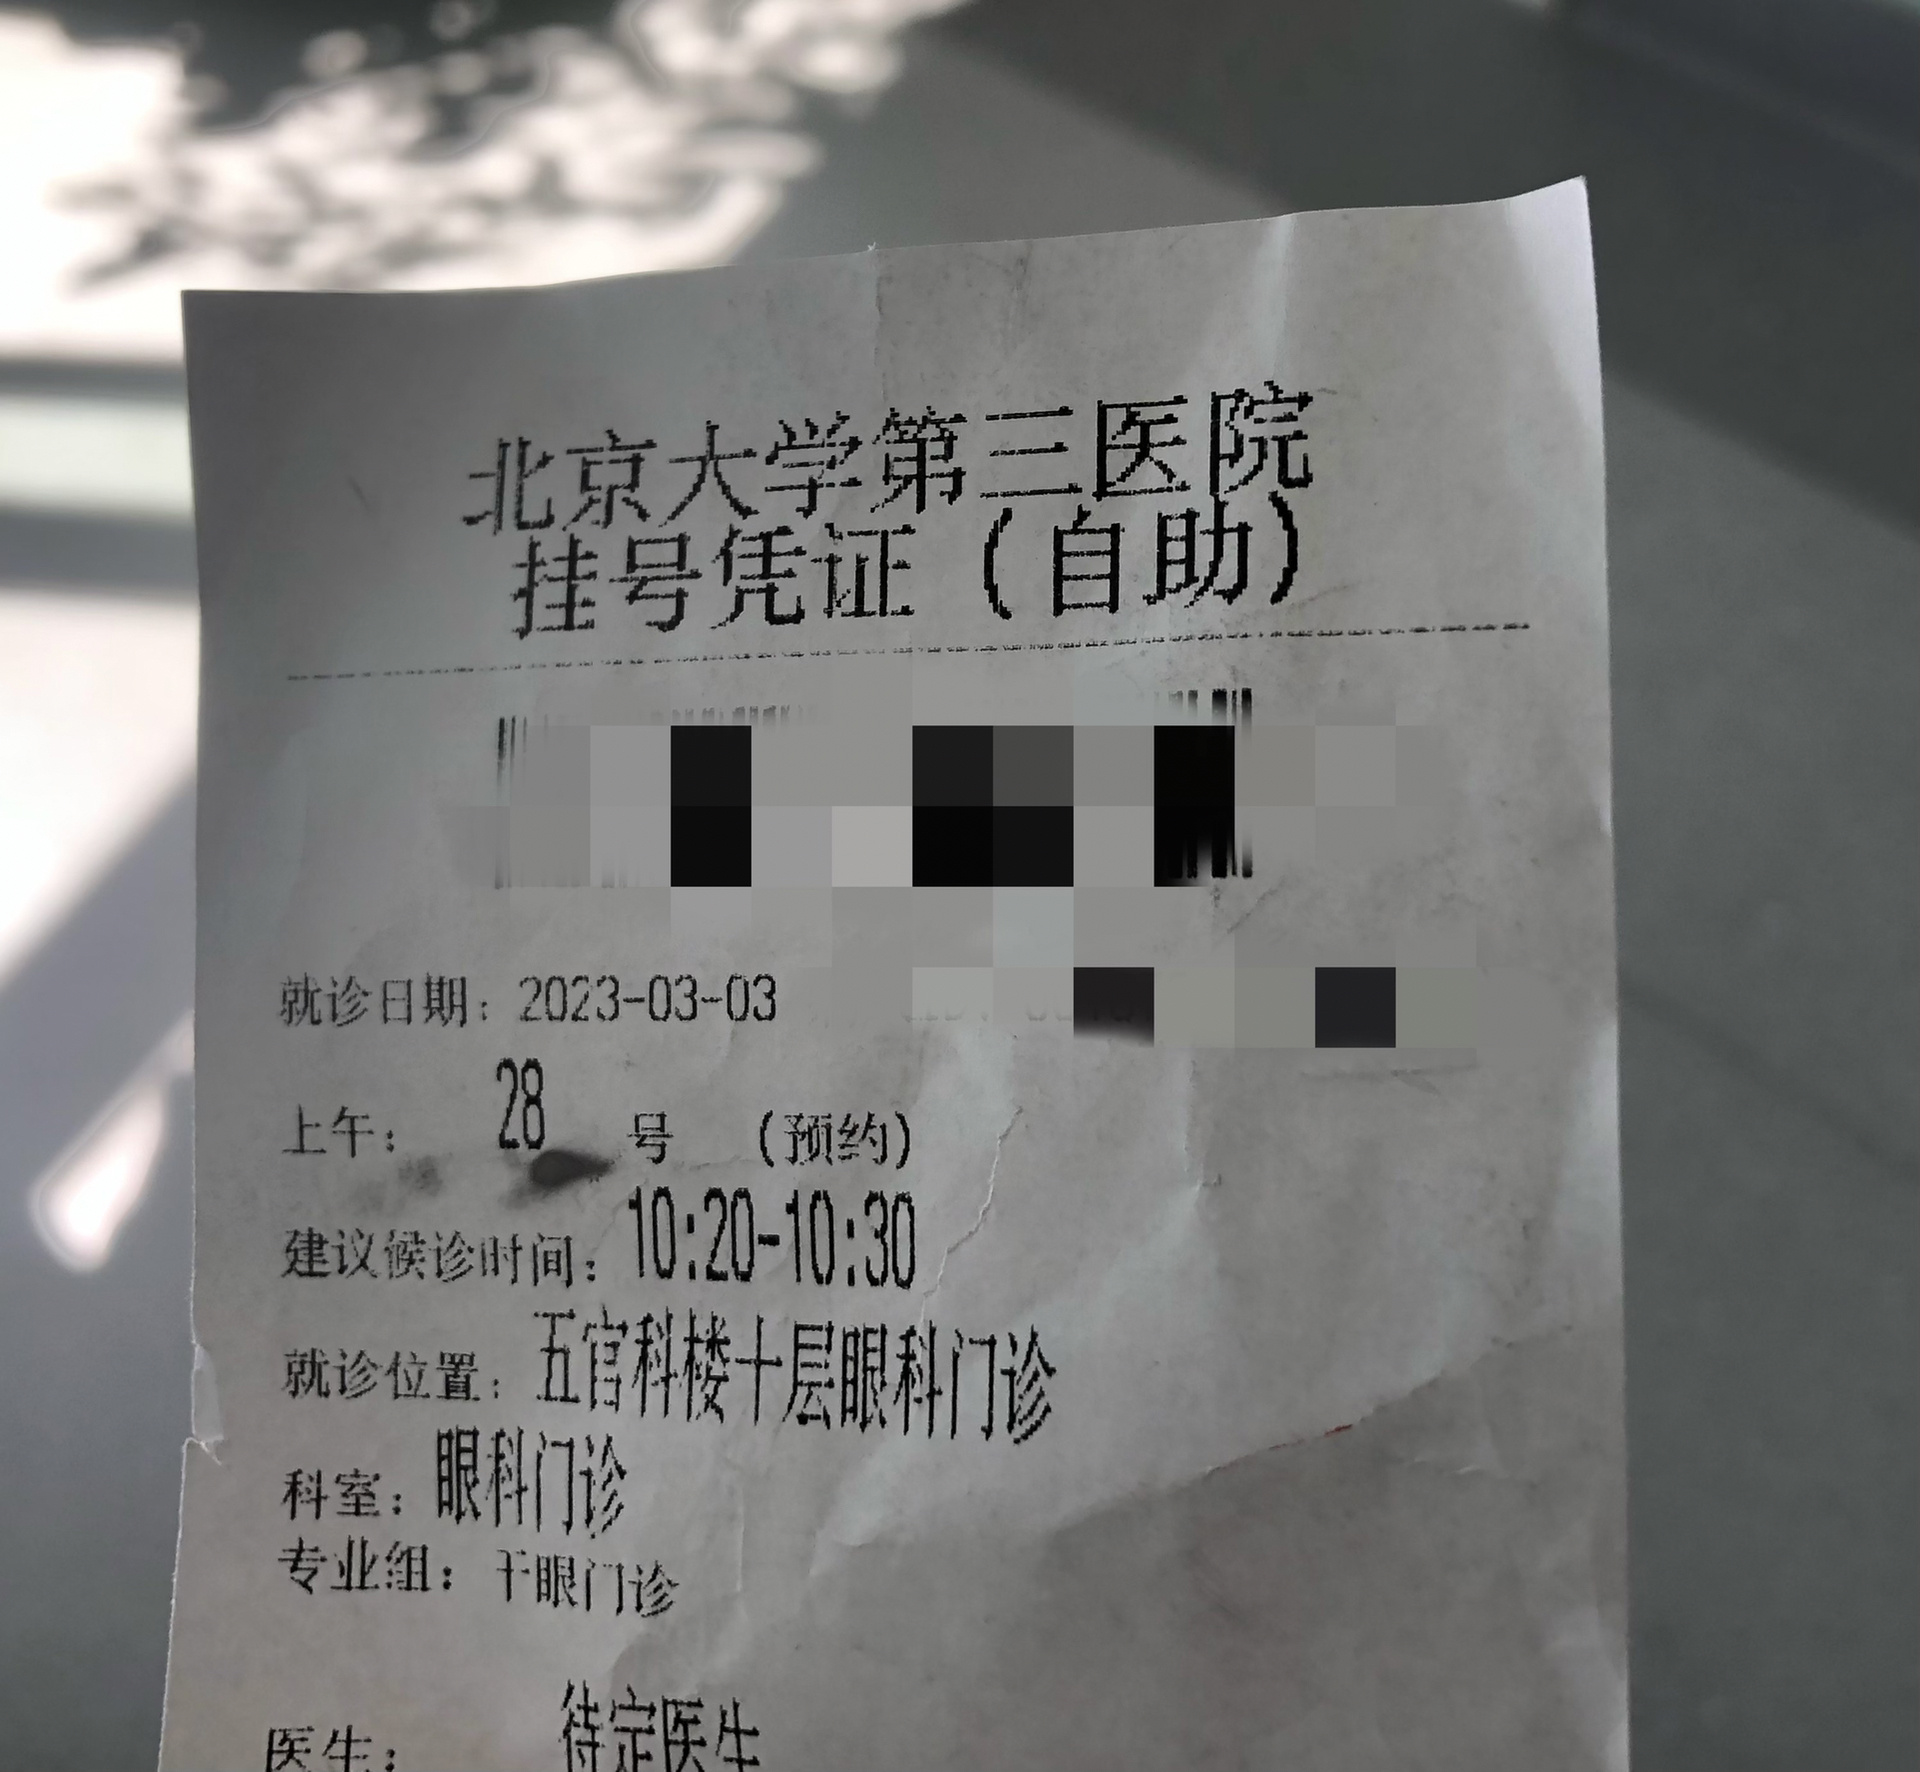 北京大学第三医院
挂号凭证（自助）
就诊日期：2023-03-03
上午： 28 号 （预约）
建议候诊时间：10:20-10:30
就诊位置：五官科楼十层眼科门诊
科室：眼科门诊
专业组：干眼门诊
医生： 待定医生